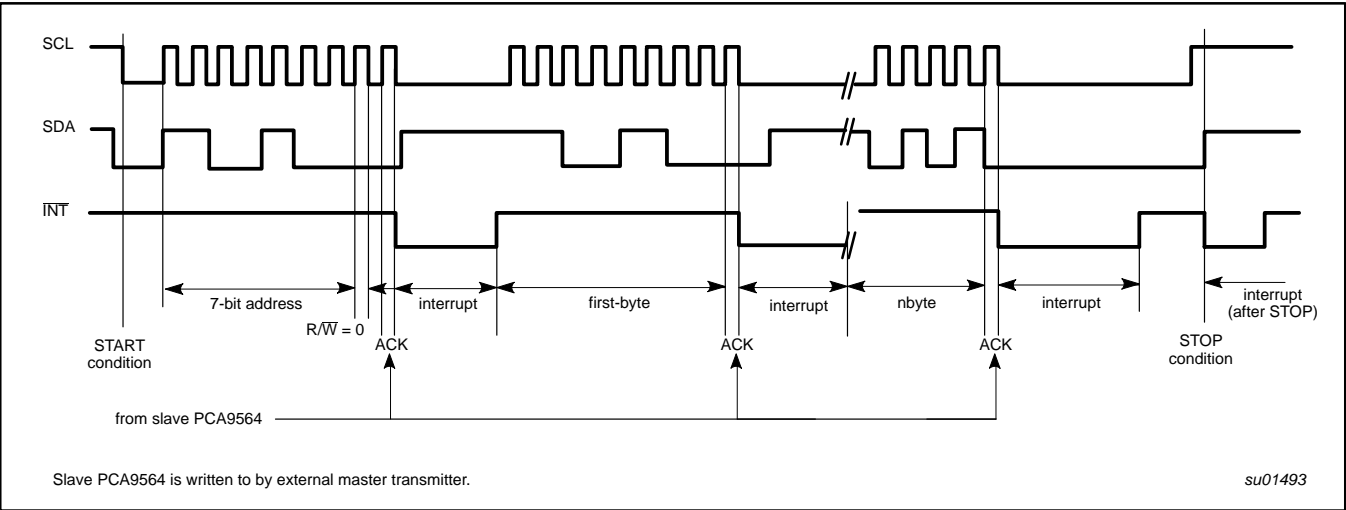 SCL
SDA
INT
7-bit address
interrupt
first-byte
interrupt
nbyte
interrupt
interrupt
(after STOP)
R/W = 0
START
condition
ACK
ACK
ACK
STOP
condition
from slave PCA9564
Slave PCA9564 is written to by external master transmitter.
su01493